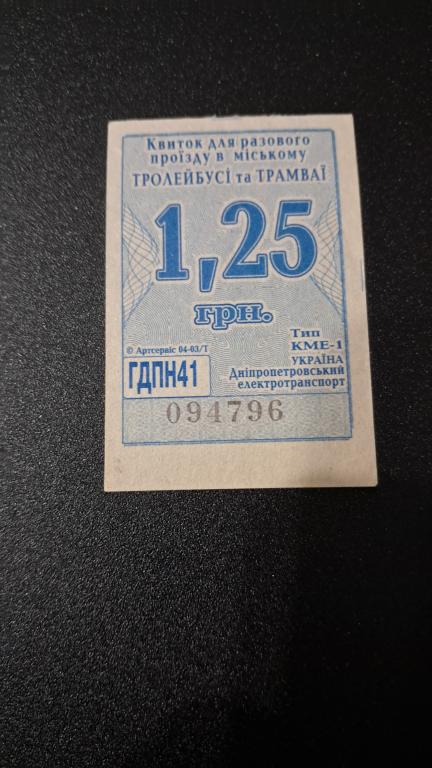 Квиток для разового
проїзду в міському
ТРОЛЕЙБУСІ та ТРАМВАЇ
1,25
грн.
Тип
КМЕ-1
© Артсервіс 04-03/Т
УКРАЇНА
ГДПН41
Дніпропетровський
електротранспорт
094796